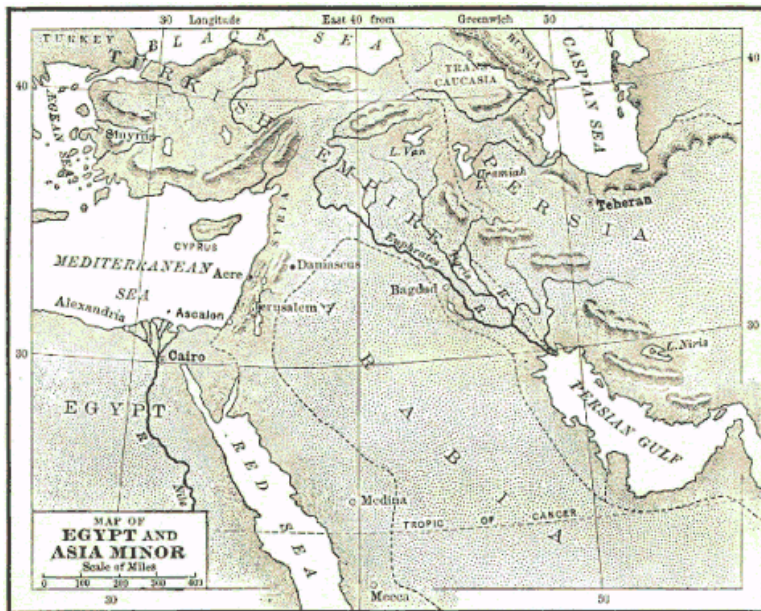 30 Longitude East 40 from Greenwich 50
TURKEY
BLACK SEA
RUSSIA
TRANS
CAUCASIA
CASPIAN SEA
40
40
TURKISH EMPIRE
ÆGEAN SEA
Smyrna
L. Van
Urumiah
L.
PERSIA
Teheran
SYRIA
CYPRUS
MEDITERRANEAN
SEA
Acre
Damascus
Euphrates R.
Tigris R.
Bagdad
Alexandria
Ascalon
Jerusalem
30
30
Cairo
L. Niris
EGYPT
ARABIA
PERSIAN GULF
R. Nile
RED SEA
Medina
TROPIC OF CANCER
MAP OF
EGYPT AND
ASIA MINOR
Scale of Miles
0 100 200 300 400
Mecca
30
50